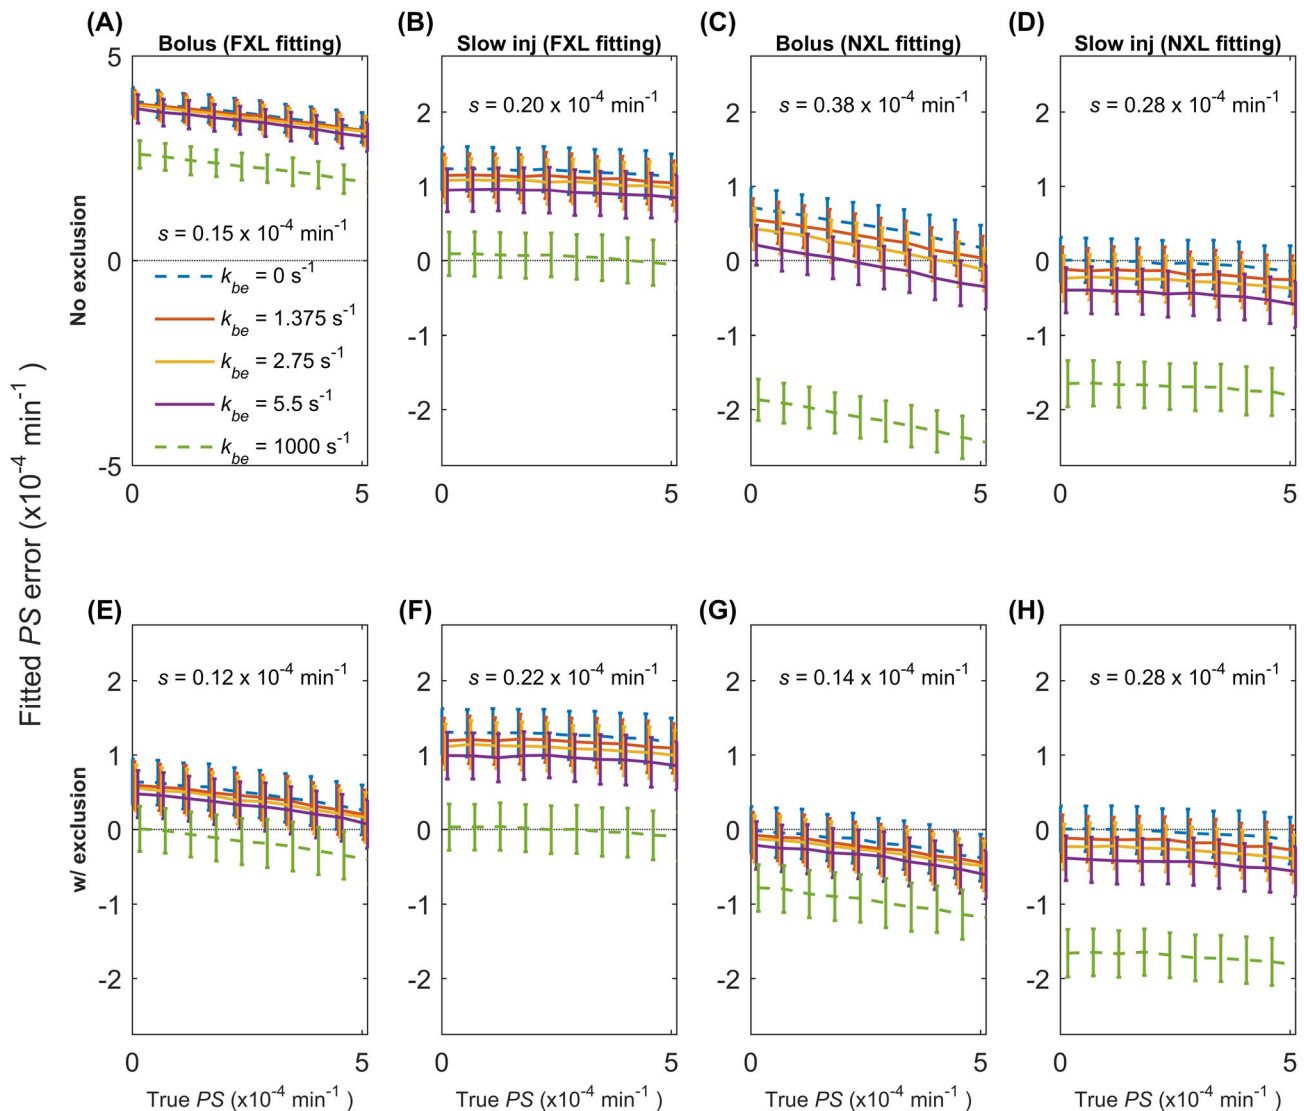 (A) Bolus (FXL fitting)
(B) Slow inj (FXL fitting)
(C) Bolus (NXL fitting)
(D) Slow inj (NXL fitting)
Fitted PS error (x10⁻⁴ min⁻¹)
No exclusion
5
0
-5
s = 0.15 x 10⁻⁴ min⁻¹
k_be = 0 s⁻¹
k_be = 1.375 s⁻¹
k_be = 2.75 s⁻¹
k_be = 5.5 s⁻¹
k_be = 1000 s⁻¹
0 5
s = 0.20 x 10⁻⁴ min⁻¹
2
1
0
-1
-2
0 5
s = 0.38 x 10⁻⁴ min⁻¹
2
1
0
-1
-2
0 5
s = 0.28 x 10⁻⁴ min⁻¹
2
1
0
-1
-2
0 5
w/ exclusion
(E)
s = 0.12 x 10⁻⁴ min⁻¹
2
1
0
-1
-2
0 5
True PS (x10⁻⁴ min⁻¹ )
(F)
s = 0.22 x 10⁻⁴ min⁻¹
2
1
0
-1
-2
0 5
True PS (x10⁻⁴ min⁻¹ )
(G)
s = 0.14 x 10⁻⁴ min⁻¹
2
1
0
-1
-2
0 5
True PS (x10⁻⁴ min⁻¹ )
(H)
s = 0.28 x 10⁻⁴ min⁻¹
2
1
0
-1
-2
0 5
True PS (x10⁻⁴ min⁻¹ )